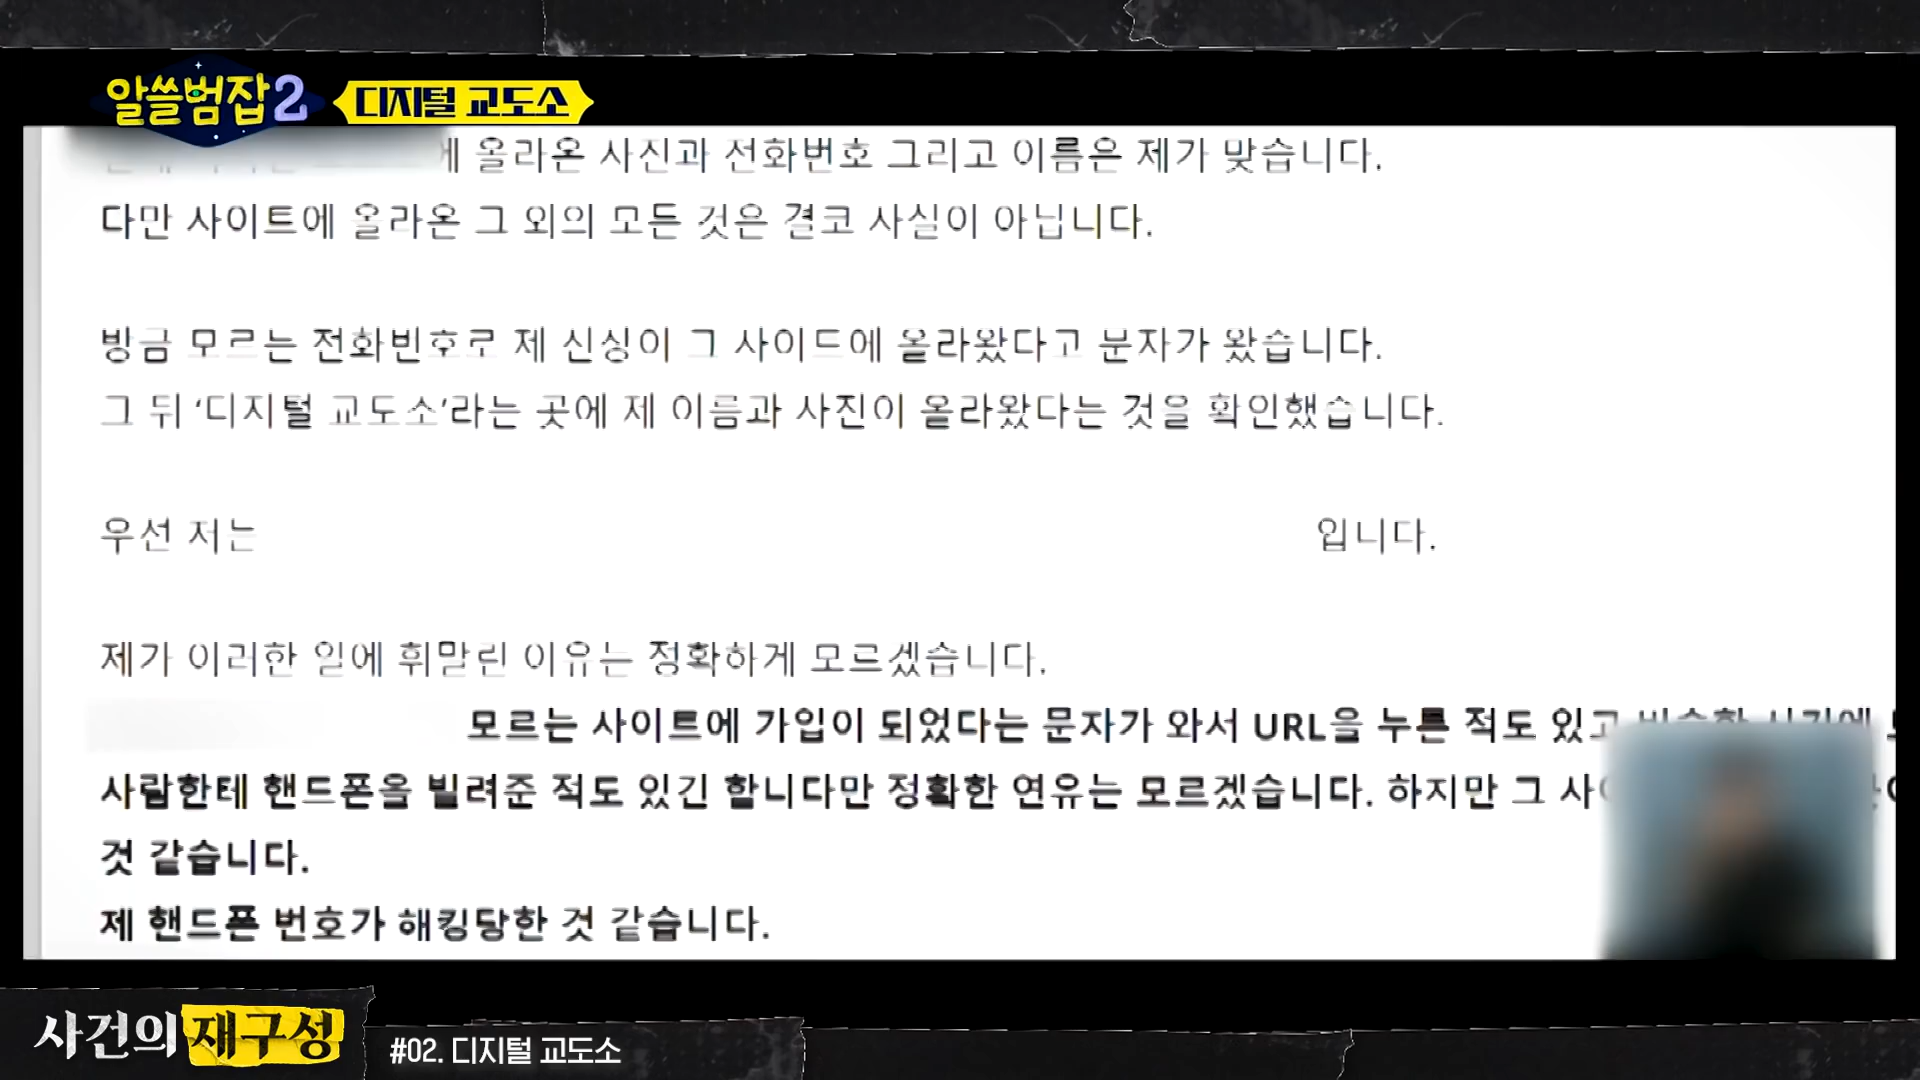 알쓸범잡2 디지털 교도소
에 올라온 사진과 전화번호 그리고 이름은 제가 맞습니다.
다만 사이트에 올라온 그 외의 모든 것은 결코 사실이 아닙니다.
방금 모르는 전화번호로 제 신상이 그 사이트에 올라왔다고 문자가 왔습니다.
그 뒤 ‘디지털 교도소’라는 곳에 제 이름과 사진이 올라왔다는 것을 확인했습니다.
우선 저는 입니다.
제가 이러한 일에 휘말린 이유는 정확하게 모르겠습니다.
모르는 사이트에 가입이 되었다는 문자가 와서 URL을 누른 적도 있고
사람한테 핸드폰을 빌려준 적도 있긴 합니다만 정확한 연유는 모르겠습니다. 하지만 그
것 같습니다.
제 핸드폰 번호가 해킹당한 것 같습니다.
사건의 재구성 #02. 디지털 교도소